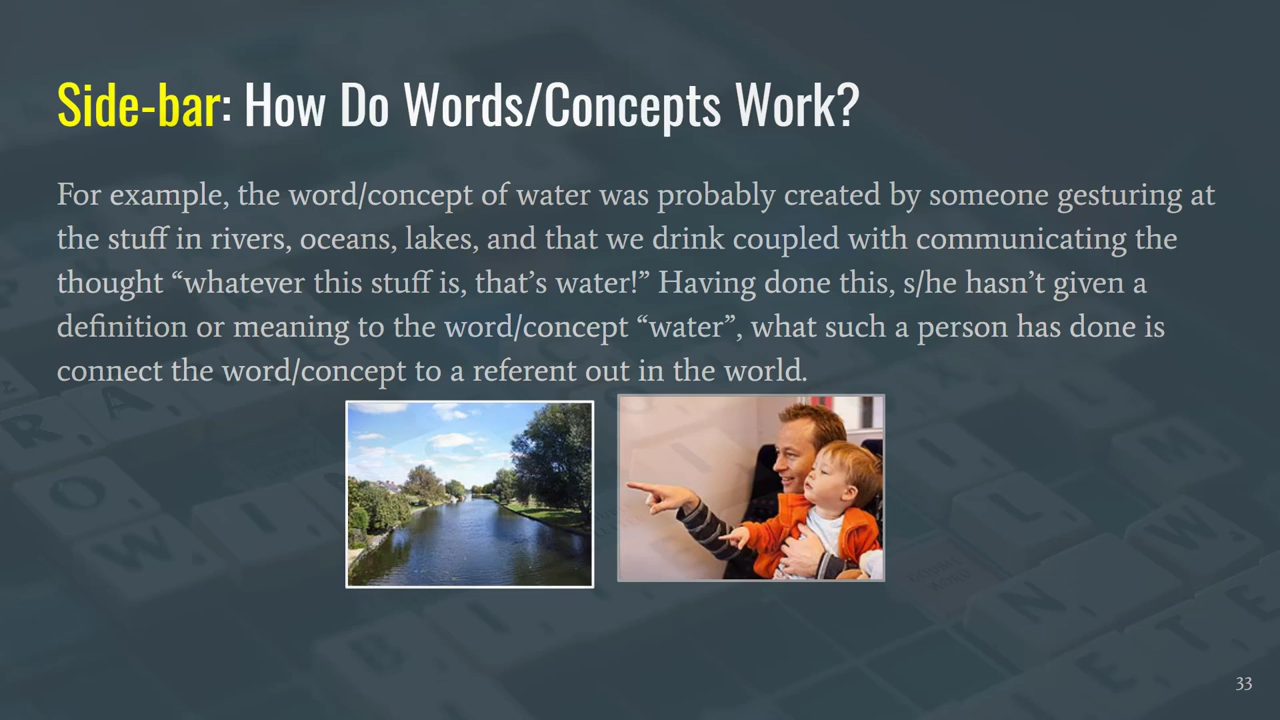 Side-bar: How Do Words/Concepts Work?
For example, the word/concept of water was probably created by someone gesturing at
the stuff in rivers, oceans, lakes, and that we drink coupled with communicating the
thought “whatever this stuff is, that’s water!” Having done this, s/he hasn’t given a
definition or meaning to the word/concept “water”, what such a person has done is
connect the word/concept to a referent out in the world.
33